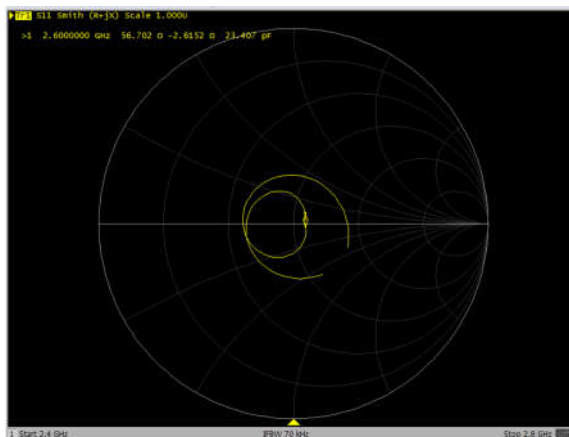 Tr1 S11 Smith (R+jX) Scale 1.000U
>1 2.6000000 GHz 56.702 Ω -2.6152 Ω 23.407 pF
1 Start 2.4 GHz IFBW 70 kHz Stop 2.8 GHz